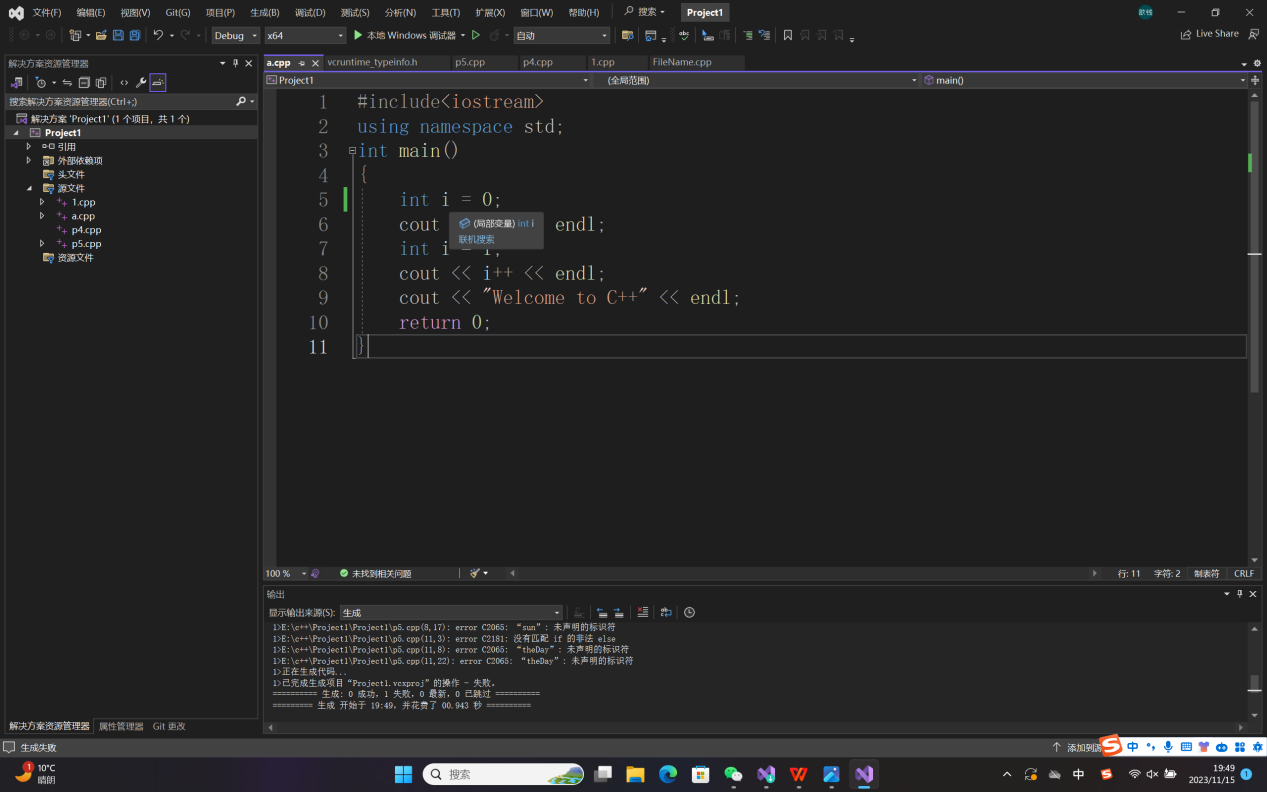 文件(F) 编辑(E) 视图(V) Git(G) 项目(P) 生成(B) 调试(D) 测试(S) 分析(N) 工具(T) 扩展(X) 窗口(W) 帮助(H) 搜索 Project1
Debug x64 本地 Windows 调试器 自动 Live Share
解决方案资源管理器
搜索解决方案资源管理器(Ctrl+;)
解决方案 'Project1' (1 个项目, 共 1 个)
Project1
引用
外部依赖项
头文件
源文件
1.cpp
a.cpp
p4.cpp
p5.cpp
资源文件
解决方案资源管理器 属性管理器 Git 更改
a.cpp vcruntime_typeinfo.h p5.cpp p4.cpp 1.cpp FileName.cpp
Project1 (全局范围) main()
1 #include<iostream>
2 using namespace std;
3 int main()
4 {
5 int i = 0;
6 cout endl;
(局部变量) int i
联机搜索
7 int i
8 cout << i++ << endl;
9 cout << "Welcome to C++" << endl;
10 return 0;
11 }
100 % 未找到相关问题 行: 11 字符: 2 制表符 CRLF
输出
显示输出来源(S): 生成
1>E:\c++\Project1\Project1\p5.cpp(8,17): error C2065: “sun”: 未声明的标识符
1>E:\c++\Project1\Project1\p5.cpp(11,3): error C2181: 没有匹配 if 的非法 else
1>E:\c++\Project1\Project1\p5.cpp(11,8): error C2065: “theDay”: 未声明的标识符
1>E:\c++\Project1\Project1\p5.cpp(11,22): error C2065: “theDay”: 未声明的标识符
1>正在生成代码...
1>已完成生成项目“Project1.vcxproj”的操作 - 失败。
========== 生成: 0 成功，1 失败，0 最新，0 已跳过 ==========
========= 生成 开始于 19:49，并花费了 00.943 秒 ==========
生成失败 添加到源 中
1 10°C
晴朗
搜索
中
19:49
2023/11/15
1